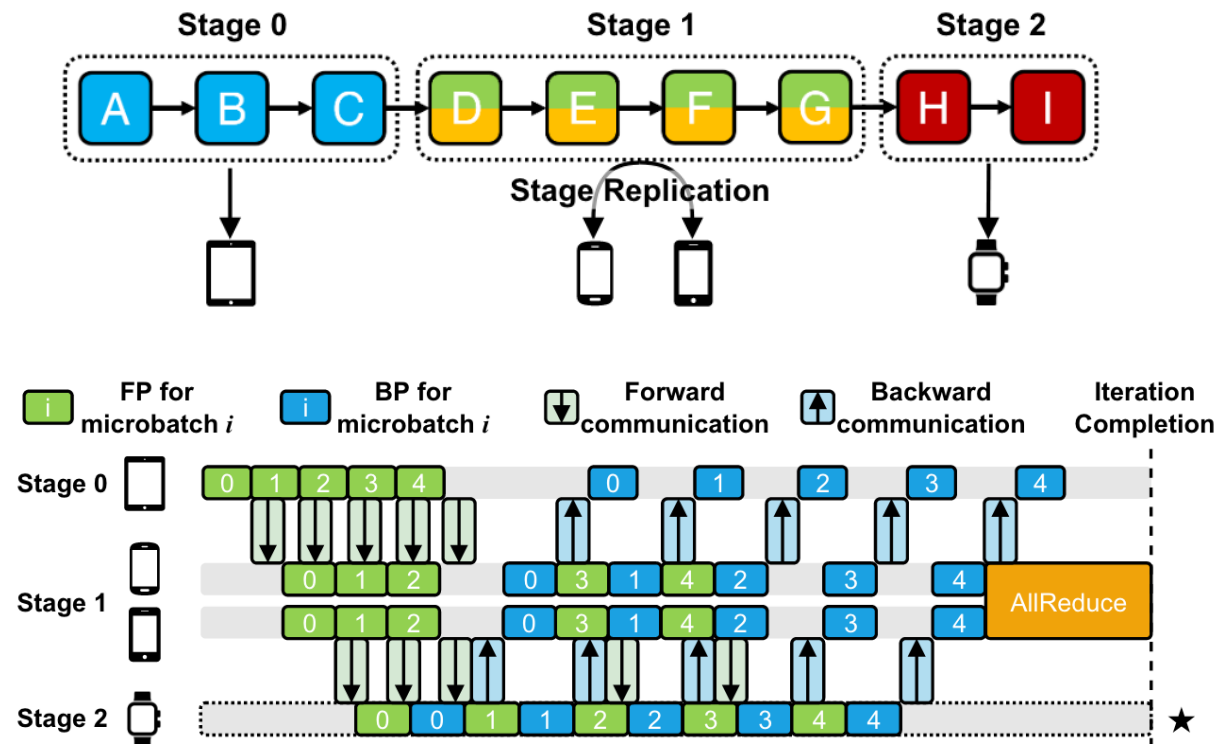 Stage 0 Stage 1 Stage 2
A B C D E F G H I
Stage Replication
i FP for microbatch i
i BP for microbatch i
Forward communication
Backward communication
Iteration Completion
Stage 0
0 1 2 3 4 0 1 2 3 4
Stage 1
0 1 2 0 3 1 4 2 3 4
0 1 2 0 3 1 4 2 3 4
AllReduce
Stage 2
0 0 1 1 2 2 3 3 4 4